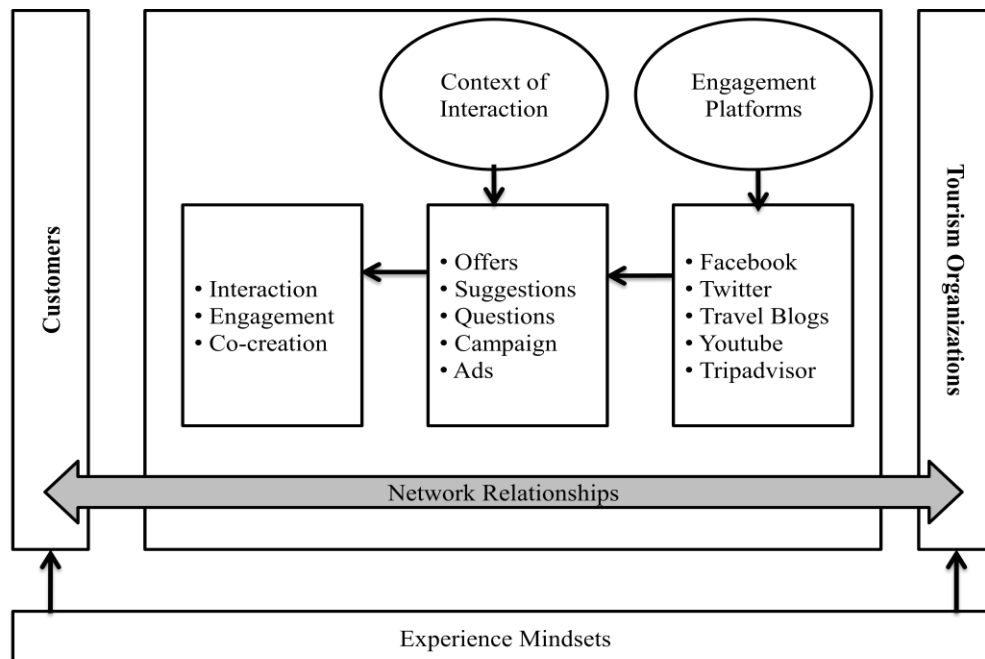 Customers
Context of
Interaction
Engagement
Platforms
• Interaction
• Engagement
• Co-creation
• Offers
• Suggestions
• Questions
• Campaign
• Ads
• Facebook
• Twitter
• Travel Blogs
• Youtube
• Tripadvisor
Tourism Organizations
Network Relationships
Experience Mindsets